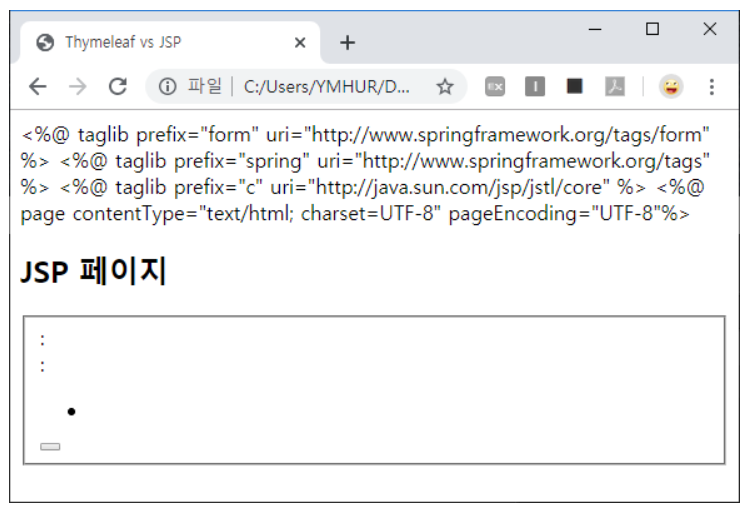 Thymeleaf vs JSP
파일 | C:/Users/YMHUR/D...
<%@ taglib prefix="form" uri="http://www.springframework.org/tags/form"
%> <%@ taglib prefix="spring" uri="http://www.springframework.org/tags"
%> <%@ taglib prefix="c" uri="http://java.sun.com/jsp/jstl/core" %> <%@
page contentType="text/html; charset=UTF-8" pageEncoding="UTF-8"%>
JSP 페이지
:
:
•